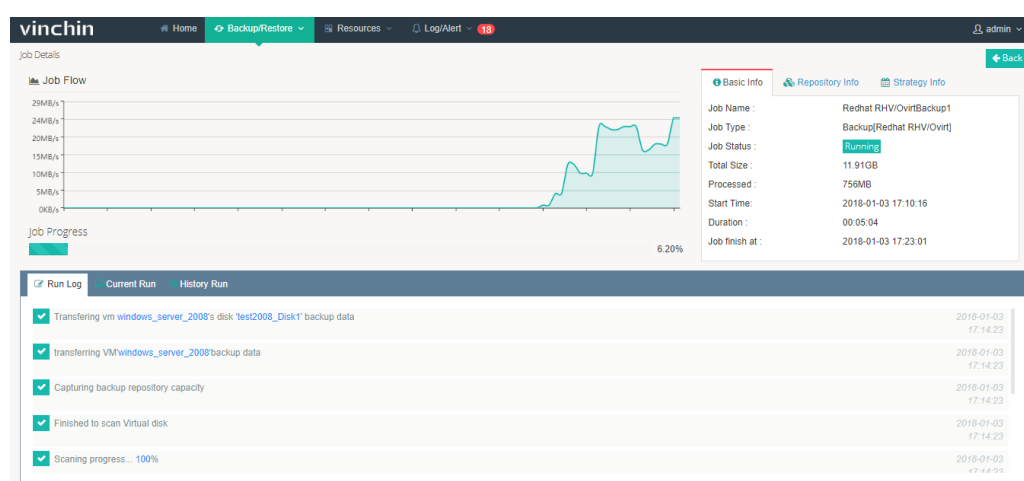 vinchin Home Backup/Restore Resources Log/Alert 18 admin
Job Details
Back
Job Flow
29MB/s
24MB/s
20MB/s
15MB/s
10MB/s
5MB/s
0KB/s
Job Progress
6.20%
Basic Info Repository Info Strategy Info
Job Name : Redhat RHV/OvirtBackup1
Job Type : Backup[Redhat RHV/Ovirt]
Job Status : Running
Total Size : 11.91GB
Processed : 756MB
Start Time: 2018-01-03 17:10:16
Duration : 00:05:04
Job finish at : 2018-01-03 17:23:01
Run Log Current Run History Run
Transfering vm windows_server_2008's disk 'test2008_Disk1' backup data 2018-01-03
17:14:23
transferring VM'windows_server_2008'backup data 2018-01-03
17:14:23
Capturing backup repository capacity 2018-01-03
17:14:23
Finished to scan Virtual disk 2018-01-03
17:14:23
Scaning progress... 100% 2018-01-03
17:14:23